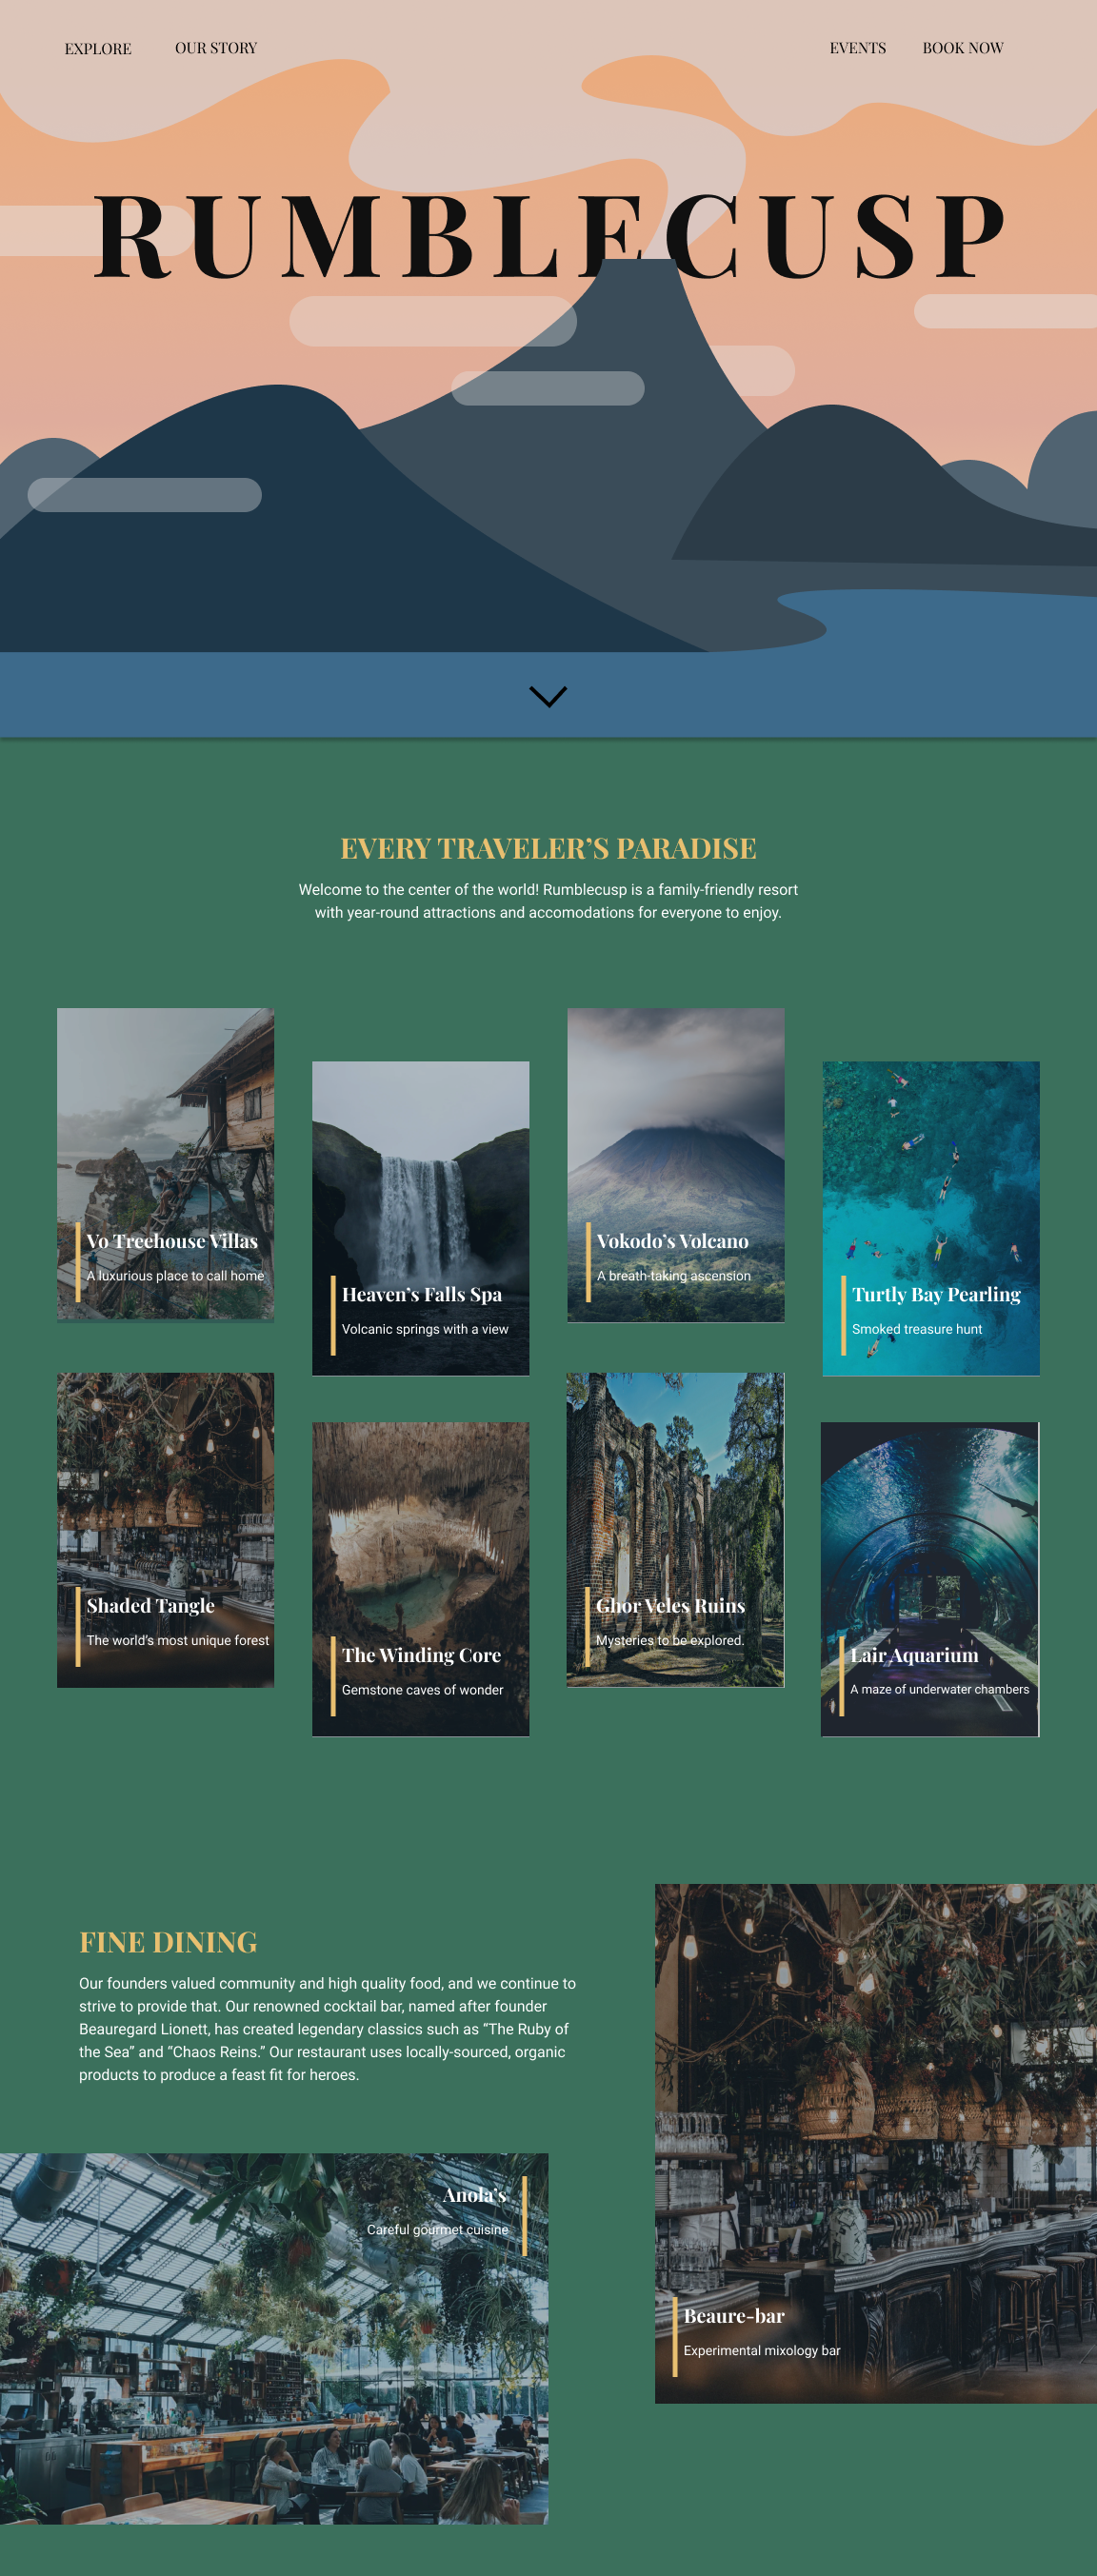 EXPLORE
OUR STORY
EVENTS
BOOK NOW
RUMBLECUSP
EVERY TRAVELER’S PARADISE
Welcome to the center of the world! Rumblecusp is a family-friendly resort
with year-round attractions and accomodations for everyone to enjoy.
Vo Treehouse Villas
A luxurious place to call home
Heaven’s Falls Spa
Volcanic springs with a view
Vokodo’s Volcano
A breath-taking ascension
Turtly Bay Pearling
Smoked treasure hunt
Shaded Tangle
The world’s most unique forest
The Winding Core
Gemstone caves of wonder
Ghor Veles Ruins
Mysteries to be explored.
Lair Aquarium
A maze of underwater chambers
FINE DINING
Our founders valued community and high quality food, and we continue to
strive to provide that. Our renowned cocktail bar, named after founder
Beauregard Lionett, has created legendary classics such as “The Ruby of
the Sea” and “Chaos Reins.” Our restaurant uses locally-sourced, organic
products to produce a feast fit for heroes.
Anola’s
Careful gourmet cuisine
Beaure-bar
Experimental mixology bar